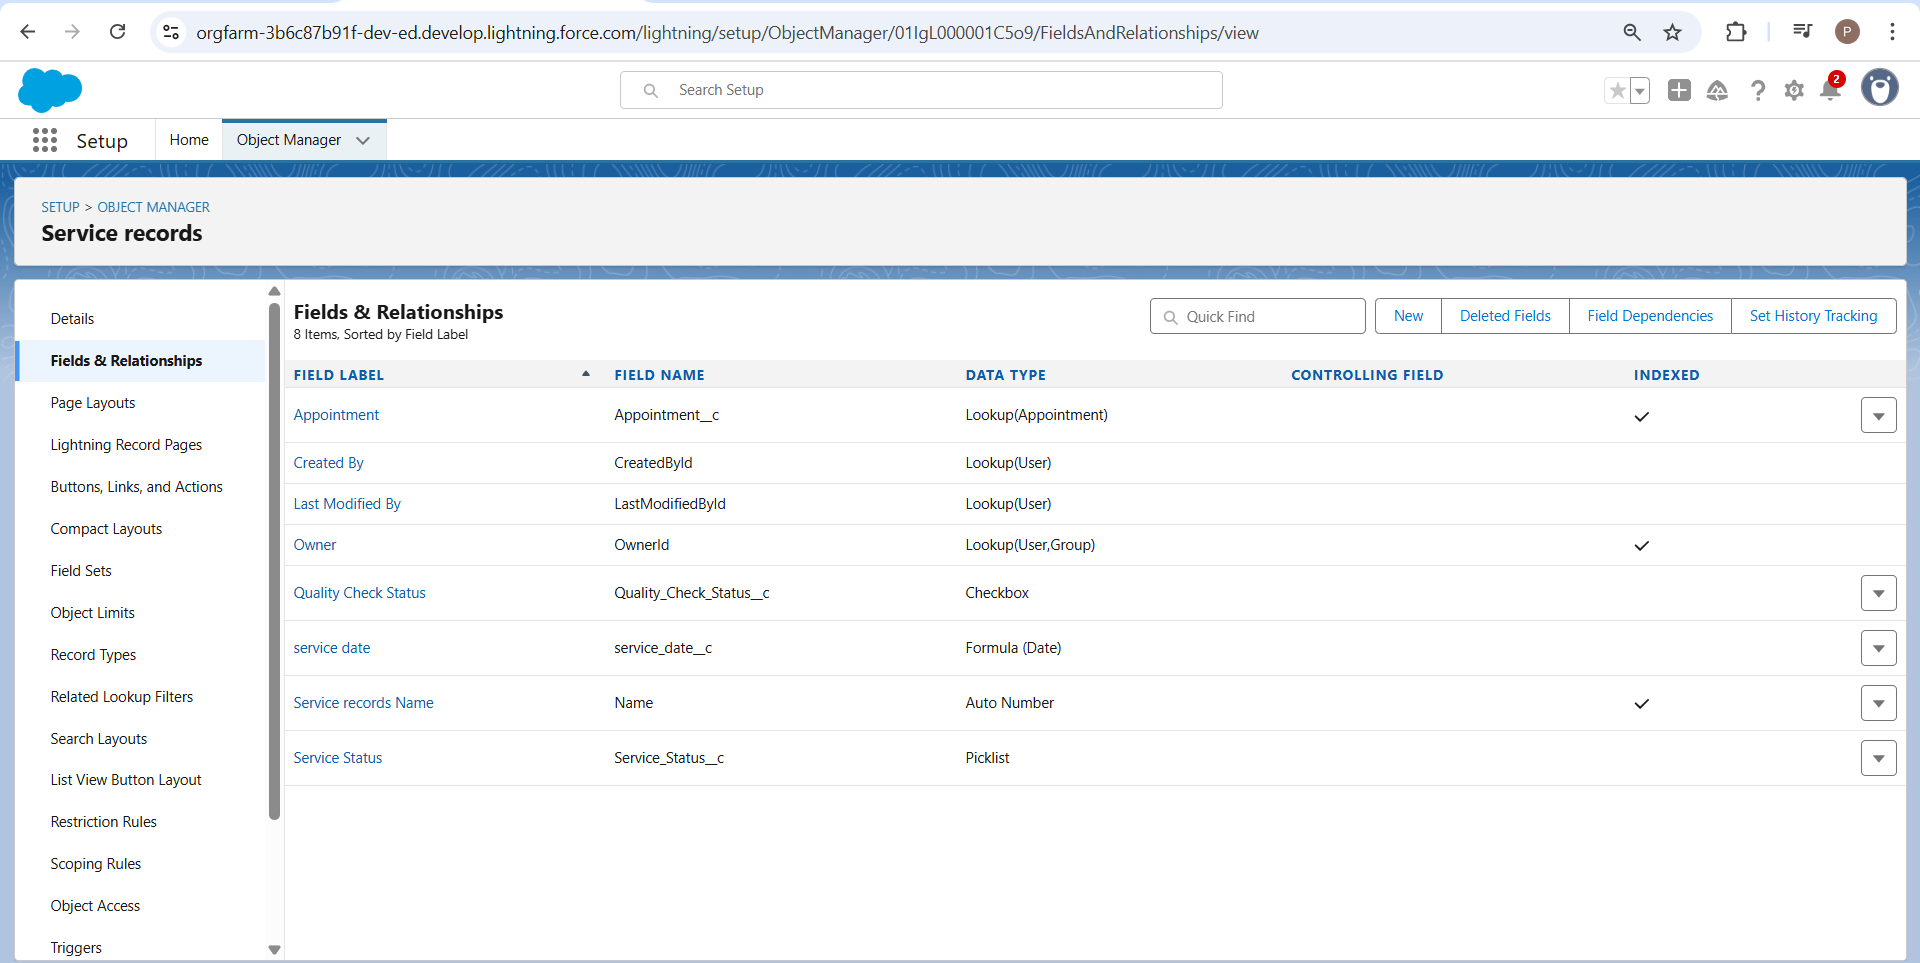 orgfarm-3b6c87b91f-dev-ed.develop.lightning.force.com/lightning/setup/ObjectManager/01IgL000001C5o9/FieldsAndRelationships/view
P
Search Setup
2
Setup
Home
Object Manager
SETUP > OBJECT MANAGER
Service records
Details
Fields & Relationships
Page Layouts
Lightning Record Pages
Buttons, Links, and Actions
Compact Layouts
Field Sets
Object Limits
Record Types
Related Lookup Filters
Search Layouts
List View Button Layout
Restriction Rules
Scoping Rules
Object Access
Triggers
Fields & Relationships
8 Items, Sorted by Field Label
Quick Find
New
Deleted Fields
Field Dependencies
Set History Tracking
FIELD LABEL FIELD NAME DATA TYPE CONTROLLING FIELD INDEXED
Appointment Appointment__c Lookup(Appointment)
Created By CreatedById Lookup(User)
Last Modified By LastModifiedById Lookup(User)
Owner OwnerId Lookup(User,Group)
Quality Check Status Quality_Check_Status__c Checkbox
service date service_date__c Formula (Date)
Service records Name Name Auto Number
Service Status Service_Status__c Picklist